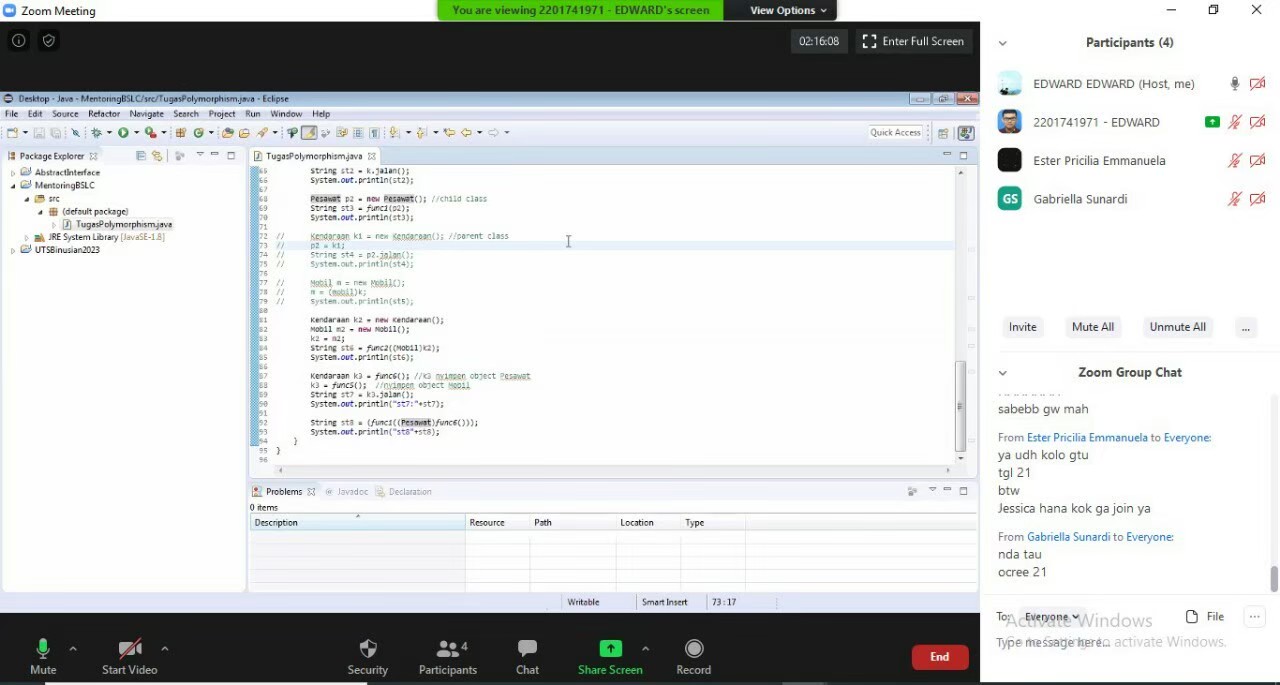 Zoom Meeting
You are viewing 2201741971 - EDWARD's screen
View Options
02:16:08
Enter Full Screen
Desktop - Java - MentoringBSLC/src/TugasPolymorphism.java - Eclipse
File Edit Source Refactor Navigate Search Project Run Window Help
Quick Access
Package Explorer
AbstractInterface
MentoringBSLC
src
(default package)
TugasPolymorphism.java
JRE System Library [JavaSE-1.8]
UTSBinusian2023
TugasPolymorphism.java
65 String st2 = k.jalan();
66 System.out.println(st2);
67
68 Pesawat p2 = new Pesawat(); //child class
69 String st3 = func1(p2);
70 System.out.println(st3);
71
72 // Kendaraan k1 = new Kendaraan(); //parent class
73 // p2 = k1;
74 // String st4 = p2.jalan();
75 // System.out.println(st4);
76
77 // Mobil m = new Mobil();
78 // m = (mobil)k;
79 // System.out.println(st5);
80
81 Kendaraan k2 = new Kendaraan();
82 Mobil m2 = new Mobil();
83 k2 = m2;
84 String st6 = func2((Mobil)k2);
85 System.out.println(st6);
86
87 Kendaraan k3 = func6(); //k3 nyimpen object Pesawat
88 k3 = func5(); //nyimpen object Mobil
89 String st7 = k3.jalan();
90 System.out.println("st7:"+st7);
91
92 String st8 = (func1((Pesawat)func6()));
93 System.out.println("st8"+st8);
94 }
95 }
96
Problems Javadoc Declaration
0 items
Description Resource Path Location Type
Writable Smart Insert 73:17
Mute
Start Video
Security
4
Participants
Chat
Share Screen
Record
End
Participants (4)
EDWARD EDWARD (Host, me)
2201741971 - EDWARD
Ester Pricilia Emmanuela
GS Gabriella Sunardi
Invite Mute All Unmute All ...
Zoom Group Chat
sabebb gw mah
From Ester Pricilia Emmanuela to Everyone:
ya udh kolo gtu
tgl 21
btw
Jessica hana kok ga join ya
From Gabriella Sunardi to Everyone:
nda tau
ocree 21
To: Everyone File ...
Type message here...
Activate Windows
Go to Settings to activate Windows.